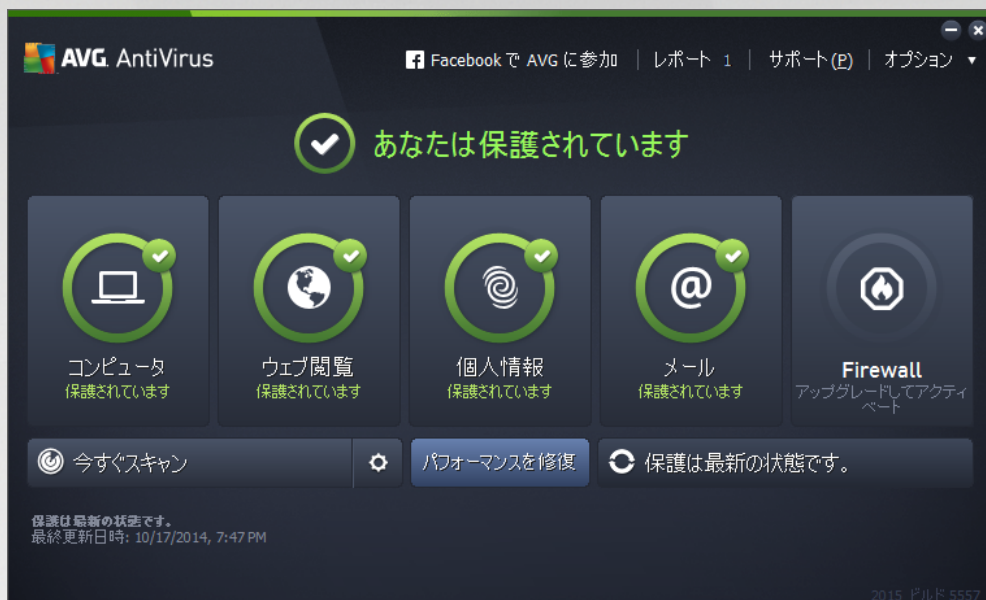 AVG. AntiVirus
Facebook で AVG に参加 | レポート 1 | サポート(P) | オプション ▼
あなたは保護されています
コンピュータ
保護されています
ウェブ閲覧
保護されています
個人情報
保護されています
メール
保護されています
Firewall
アップグレードしてアクティ
ベート
今すぐスキャン
パフォーマンスを修復
保護は最新の状態です。
保護は最新の状態です。
最終更新日時: 10/17/2014, 7:47 PM
2015 ビルド 5557